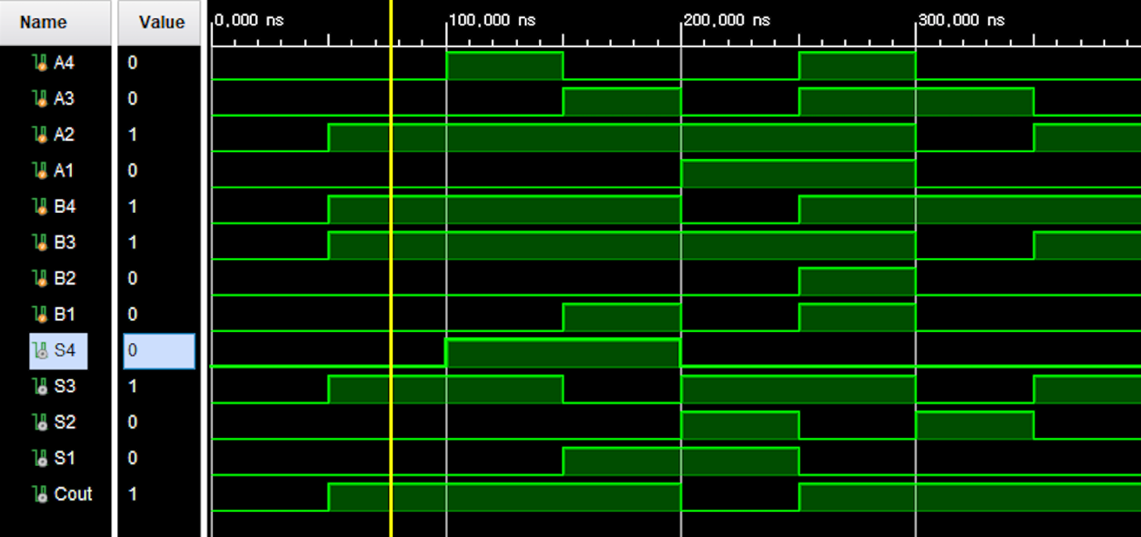 Name Value 0,000 ns 100,000 ns 200,000 ns 300,000 ns
A4 0
A3 0
A2 1
A1 0
B4 1
B3 1
B2 0
B1 0
S4 0
S3 1
S2 0
S1 0
Cout 1